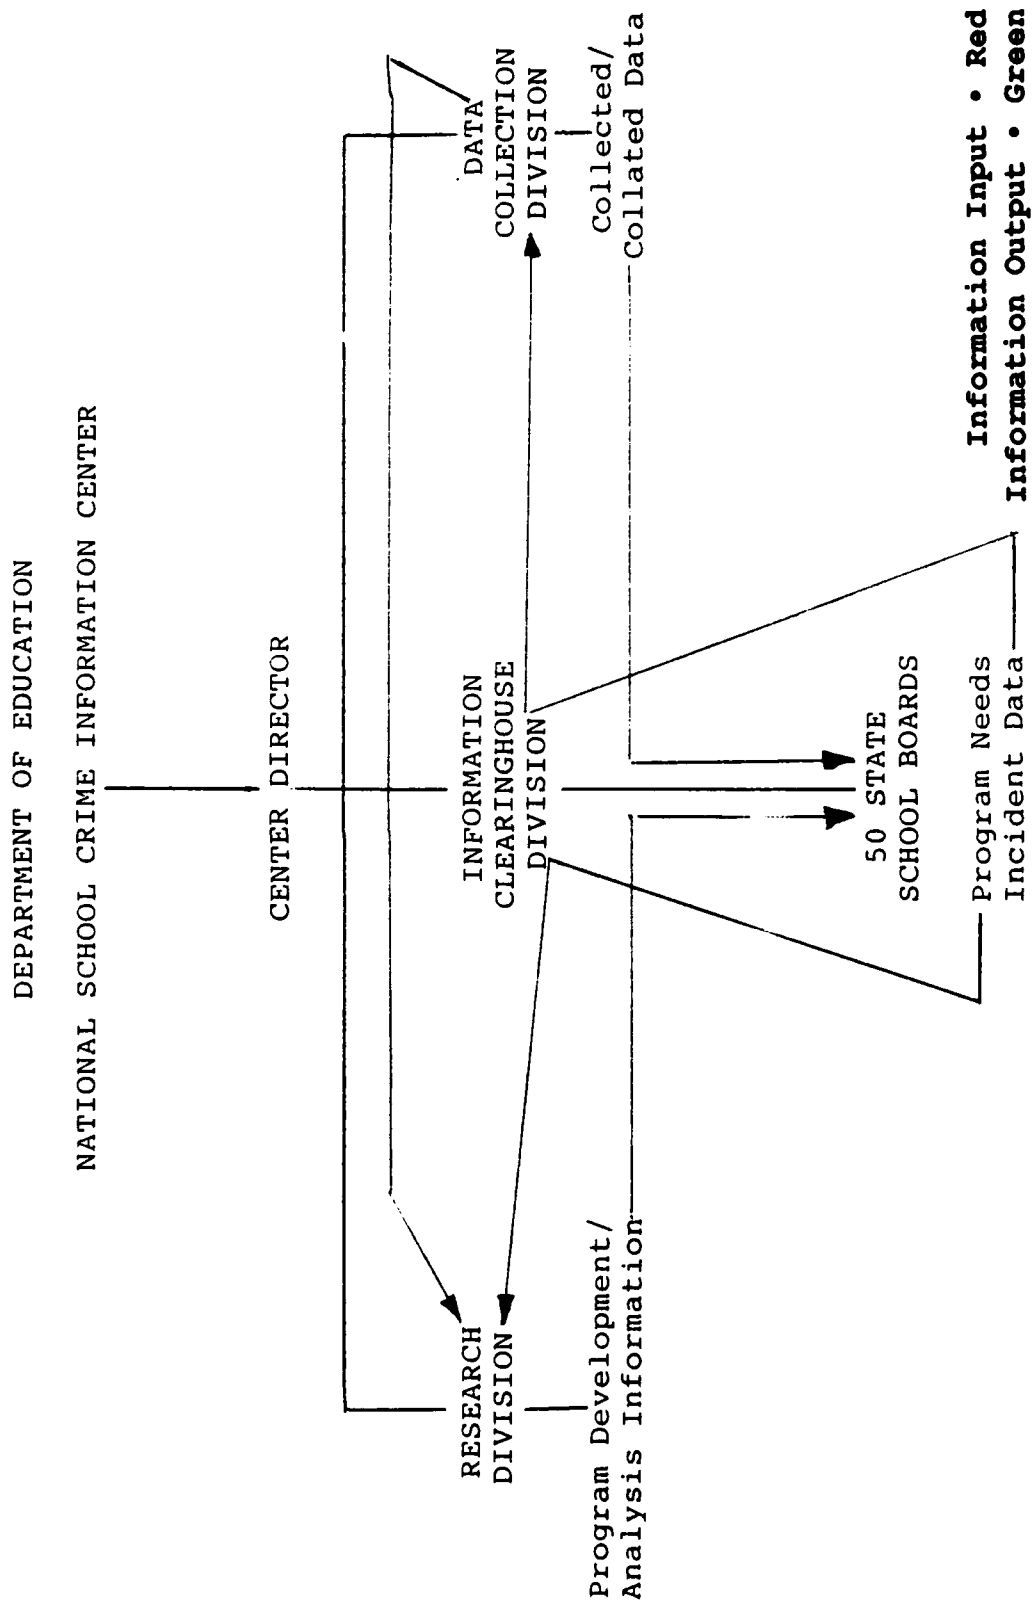 DEPARTMENT OF EDUCATION
NATIONAL SCHOOL CRIME INFORMATION CENTER
CENTER DIRECTOR
RESEARCH
DIVISION
INFORMATION
CLEARINGHOUSE
DIVISION
DATA
COLLECTION
DIVISION
Program Development/
Analysis Information
Collected/
Collated Data
50 STATE
SCHOOL BOARDS
Program Needs
Incident Data
Information Input • Red
Information Output • Green